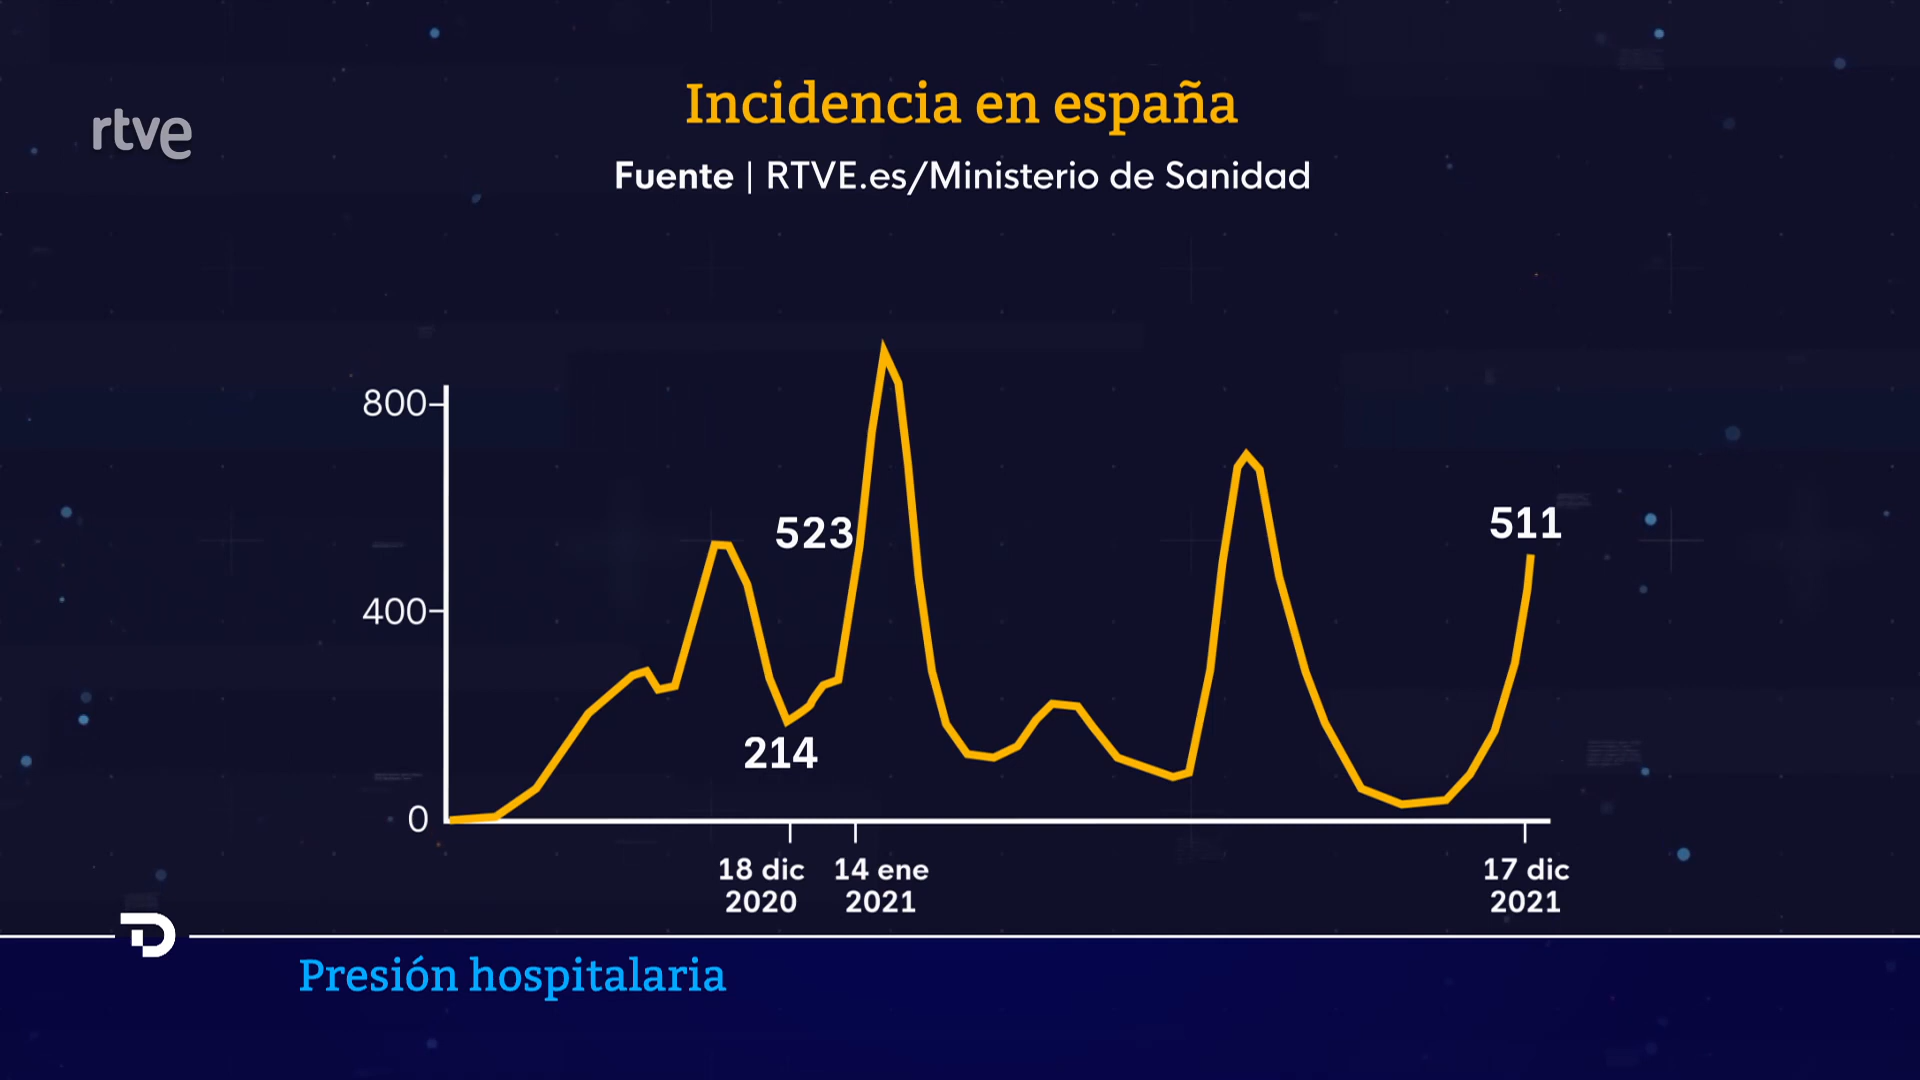 Incidencia en españa
rtve
Fuente | RTVE.es/Ministerio de Sanidad
800
523
511
400
214
0
18 dic
2020
14 ene
2021
17 dic
2021
Presión hospitalaria